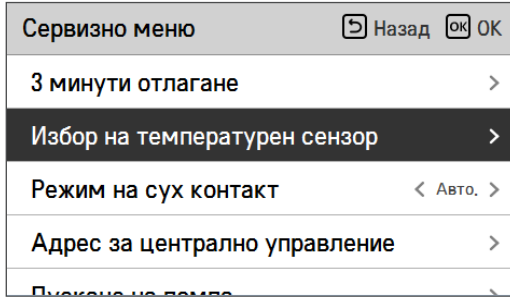 Сервизно меню Назад ОК OK
3 минути отлагане
Избор на температурен сензор
Режим на сух контакт Авто.
Адрес за централно управление